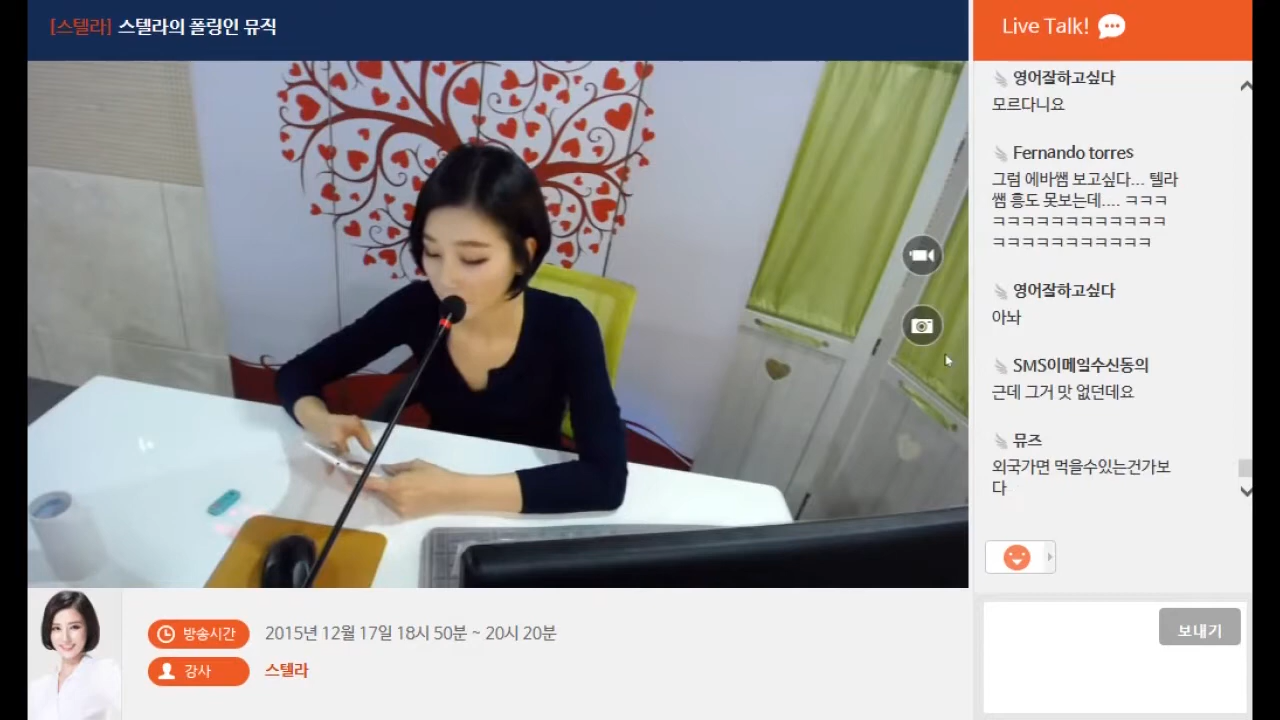 [스텔라] 스텔라의 폴링인 뮤직
Live Talk!
영어잘하고싶다
모르다니요
Fernando torres
그럼 에바쌤 보고싶다... 텔라
쌤 흥도 못보는데.... ㅋㅋㅋ
ㅋㅋㅋㅋㅋㅋㅋㅋㅋㅋㅋㅋ
ㅋㅋㅋㅋㅋㅋㅋㅋㅋㅋㅋ
영어잘하고싶다
아놔
SMS이메일수신동의
근데 그거 맛 없던데요
뮤즈
외국가면 먹을수있는건가보
다
보내기
방송시간 2015년 12월 17일 18시 50분 ~ 20시 20분
강사 스텔라